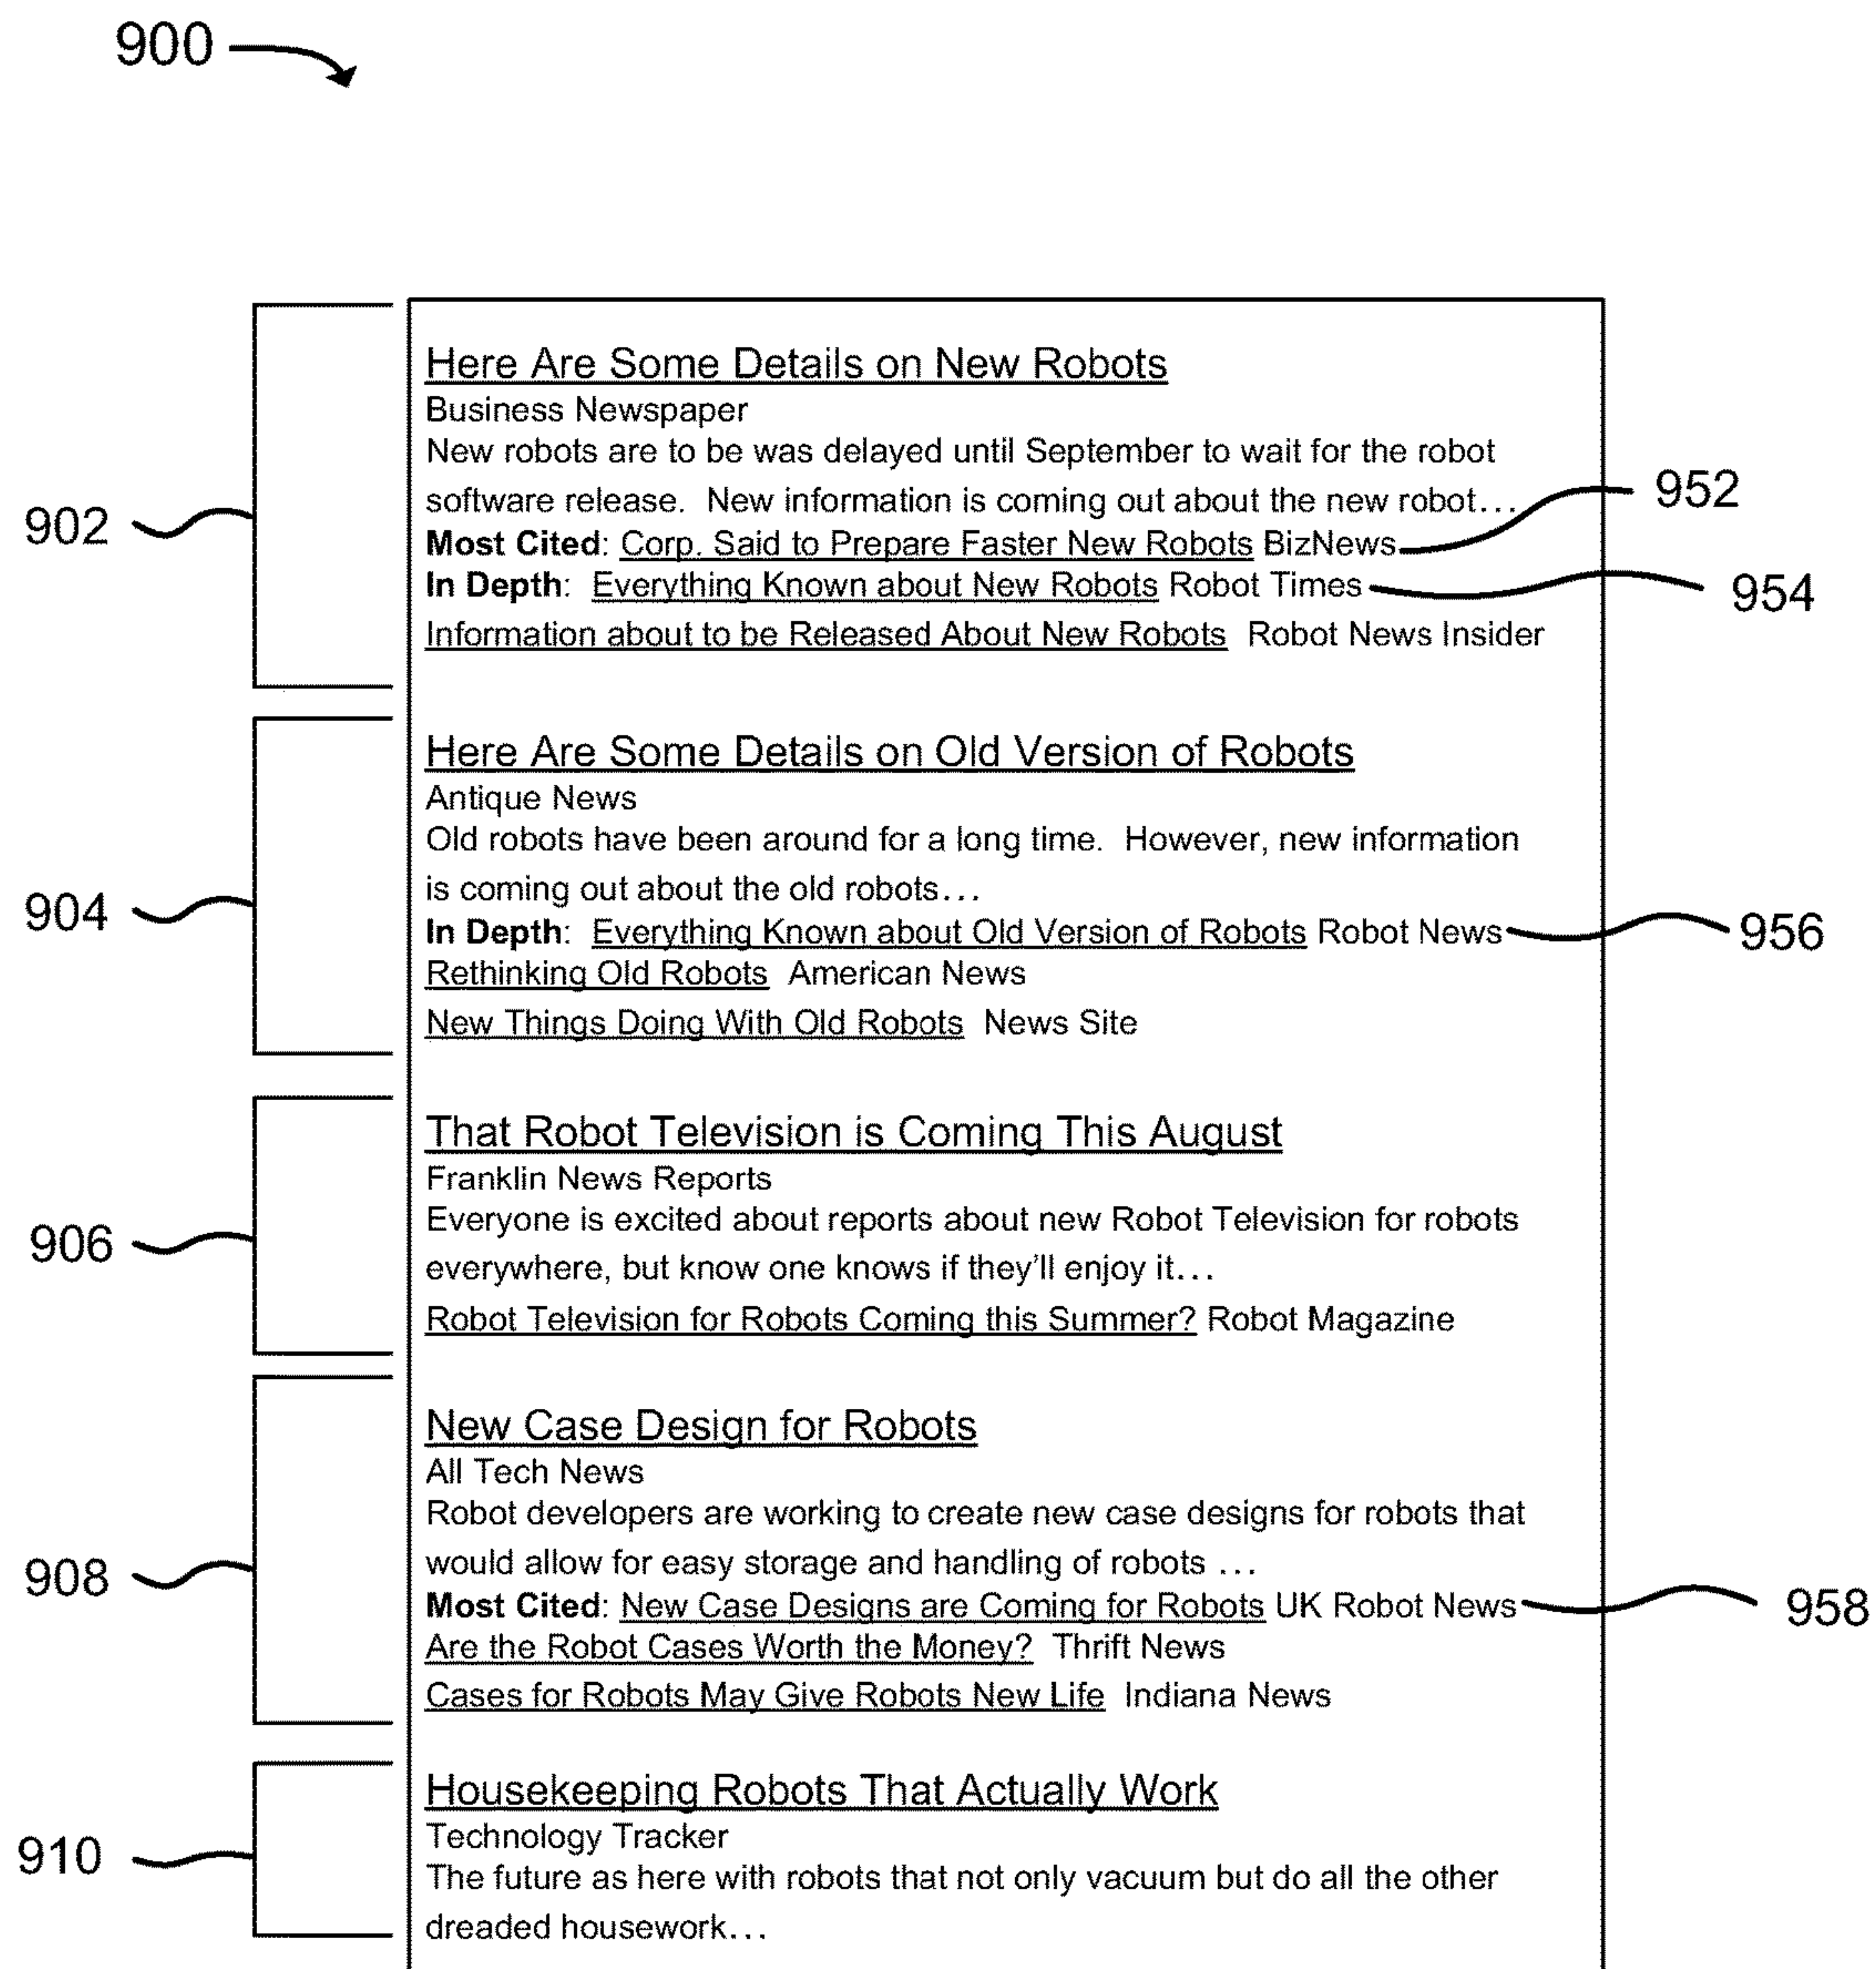 900
902
Here Are Some Details on New Robots
Business Newspaper
New robots are to be was delayed until September to wait for the robot
software release.  New information is coming out about the new robot...
952
Most Cited: Corp. Said to Prepare Faster New Robots BizNews
In Depth:  Everything Known about New Robots Robot Times
954
Information about to be Released About New Robots  Robot News Insider
904
Here Are Some Details on Old Version of Robots
Antique News
Old robots have been around for a long time.  However, new information
is coming out about the old robots...
In Depth:  Everything Known about Old Version of Robots Robot News
956
Rethinking Old Robots  American News
New Things Doing With Old Robots  News Site
906
That Robot Television is Coming This August
Franklin News Reports
Everyone is excited about reports about new Robot Television for robots
everywhere, but know one knows if they'll enjoy it...
Robot Television for Robots Coming this Summer? Robot Magazine
908
New Case Design for Robots
All Tech News
Robot developers are working to create new case designs for robots that
would allow for easy storage and handling of robots ...
Most Cited: New Case Designs are Coming for Robots UK Robot News
958
Are the Robot Cases Worth the Money?  Thrift News
Cases for Robots May Give Robots New Life  Indiana News
910
Housekeeping Robots That Actually Work
Technology Tracker
The future as here with robots that not only vacuum but do all the other
dreaded housework...